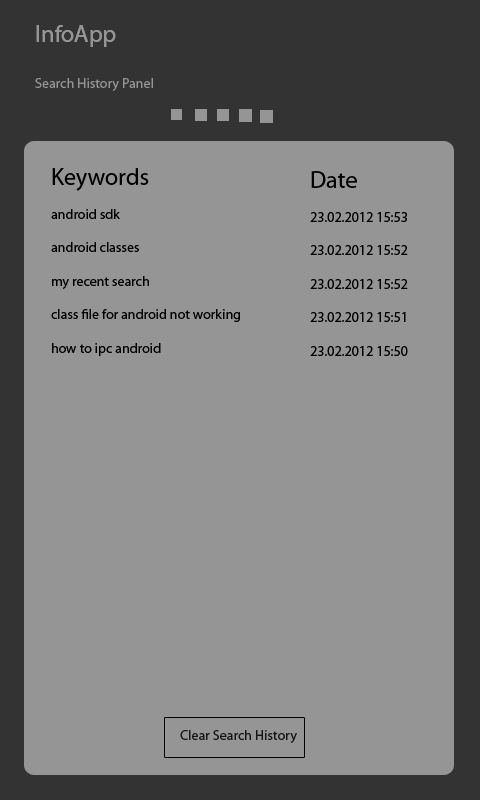 InfoApp
Search History Panel
Keywords Date
android sdk 23.02.2012 15:53
android classes 23.02.2012 15:52
my recent search 23.02.2012 15:52
class file for android not working 23.02.2012 15:51
how to ipc android 23.02.2012 15:50
Clear Search History